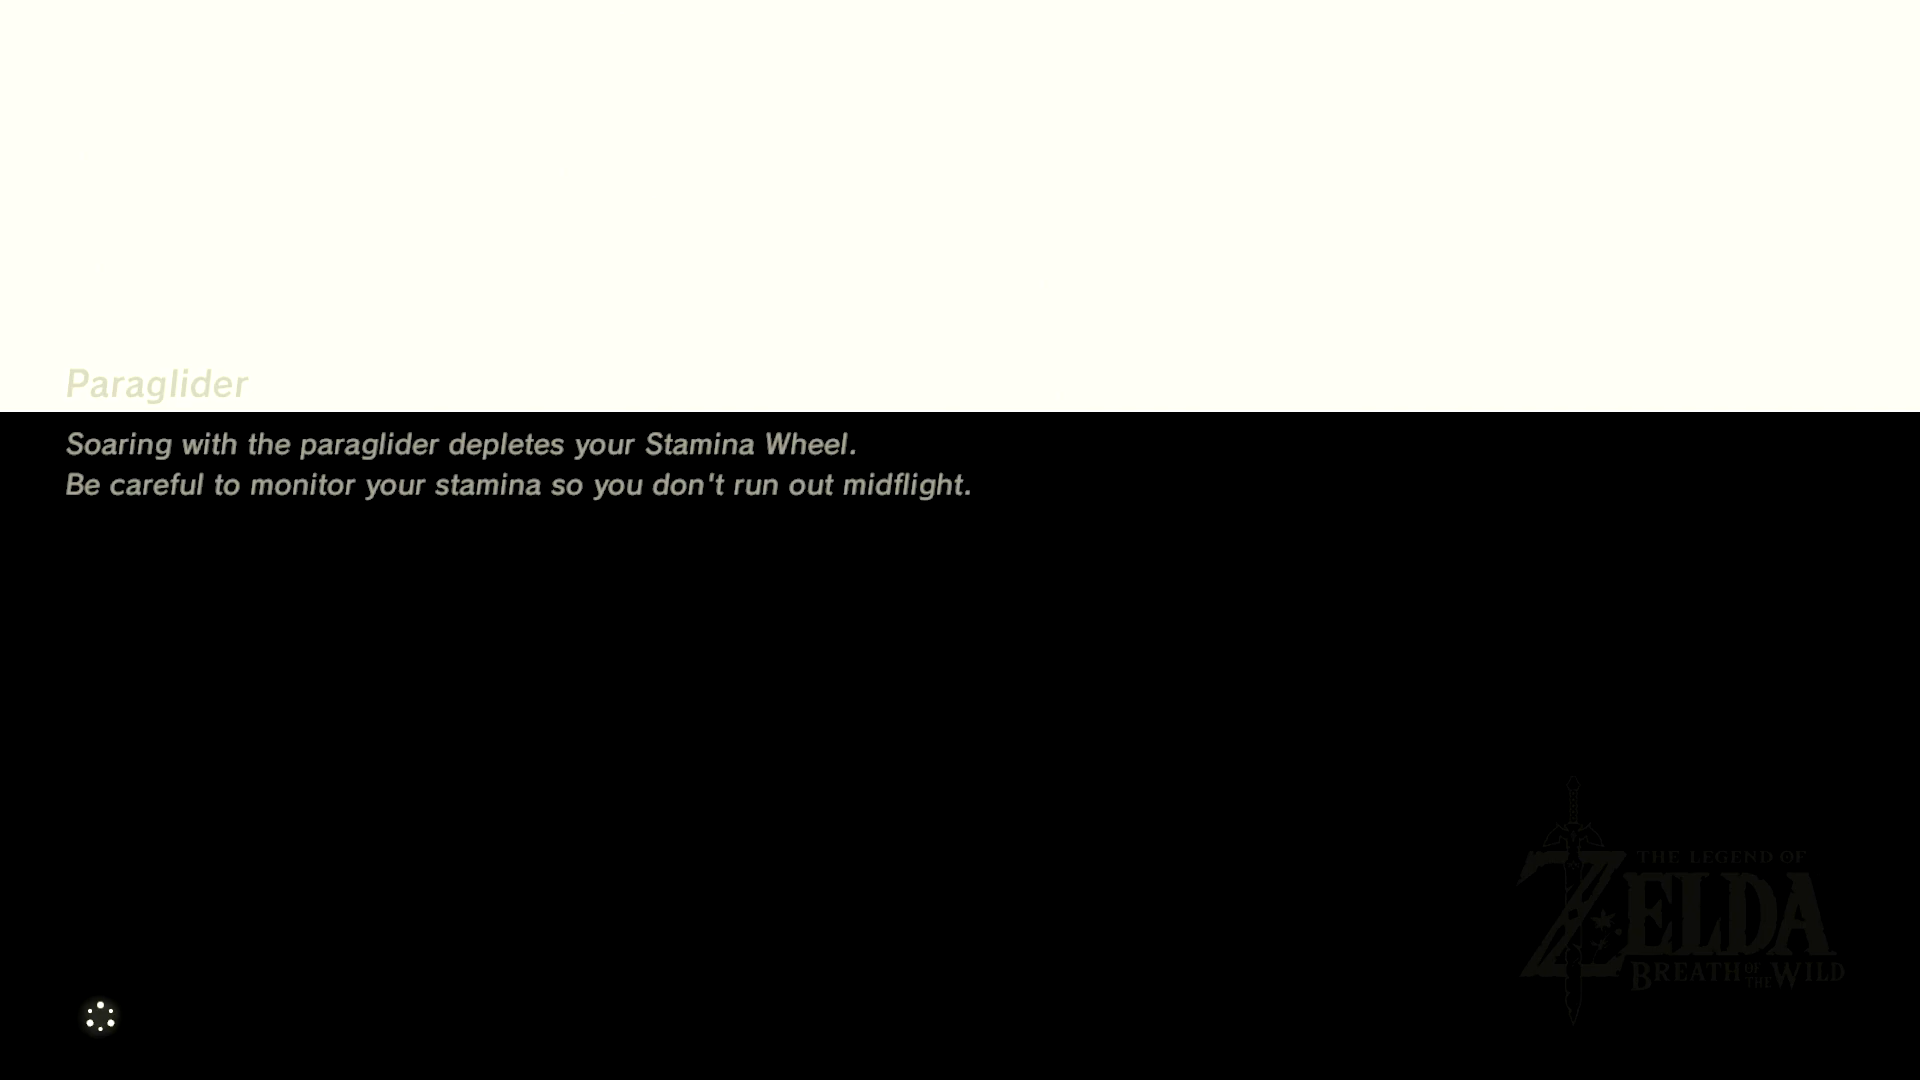 Paraglider
Soaring with the paraglider depletes your Stamina Wheel.
Be careful to monitor your stamina so you don't run out midflight.
THE LEGEND OF
ZELDA
BREATH OF THE WILD